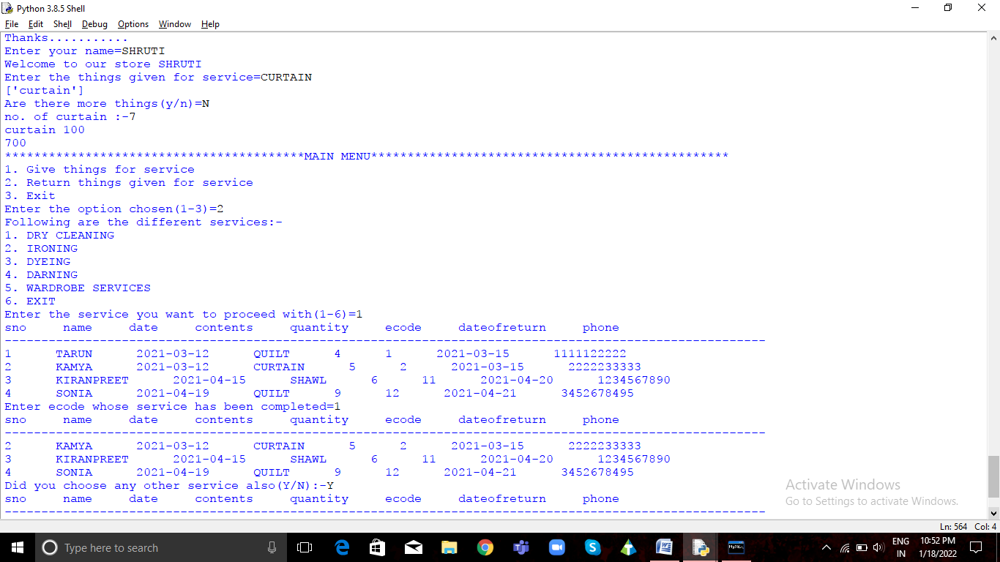 Python 3.8.5 Shell
File Edit Shell Debug Options Window Help
Thanks...........
Enter your name=SHRUTI
Welcome to our store SHRUTI
Enter the things given for service=CURTAIN
['curtain']
Are there more things(y/n)=N
no. of curtain :-7
curtain 100
700
*****************************************MAIN MENU*************************************************
1. Give things for service
2. Return things given for service
3. Exit
Enter the option chosen(1-3)=2
Following are the different services:-
1. DRY CLEANING
2. IRONING
3. DYEING
4. DARNING
5. WARDROBE SERVICES
6. EXIT
Enter the service you want to proceed with(1-6)=1
sno name date contents quantity ecode dateofreturn phone
--------------------------------------------------------------------------------------------------------
1 TARUN 2021-03-12 QUILT 4 1 2021-03-15 1111122222
2 KAMYA 2021-03-12 CURTAIN 5 2 2021-03-15 2222233333
3 KIRANPREET 2021-04-15 SHAWL 6 11 2021-04-20 1234567890
4 SONIA 2021-04-19 QUILT 9 12 2021-04-21 3452678495
Enter ecode whose service has been completed=1
sno name date contents quantity ecode dateofreturn phone
--------------------------------------------------------------------------------------------------------
2 KAMYA 2021-03-12 CURTAIN 5 2 2021-03-15 2222233333
3 KIRANPREET 2021-04-15 SHAWL 6 11 2021-04-20 1234567890
4 SONIA 2021-04-19 QUILT 9 12 2021-04-21 3452678495
Did you choose any other service also(Y/N):-Y
sno name date contents quantity ecode dateofreturn phone
--------------------------------------------------------------------------------------------------------
Activate Windows
Go to Settings to activate Windows.
Ln: 564 Col: 4
Type here to search
MySQL
ENG
IN
10:52 PM
1/18/2022